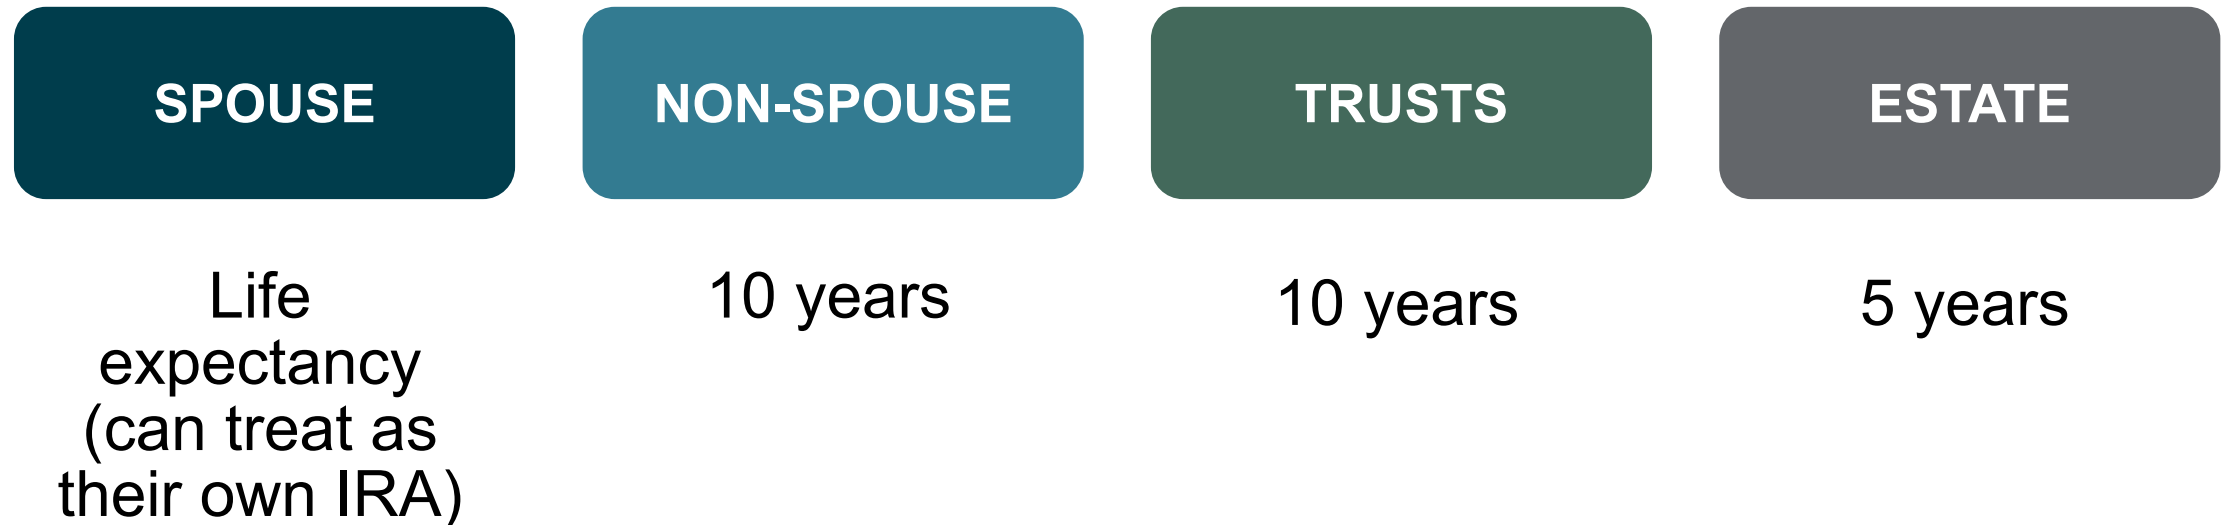 SPOUSE
Life
expectancy
(can treat as
their own IRA)
NON-SPOUSE
10 years
TRUSTS
10 years
ESTATE
5 years